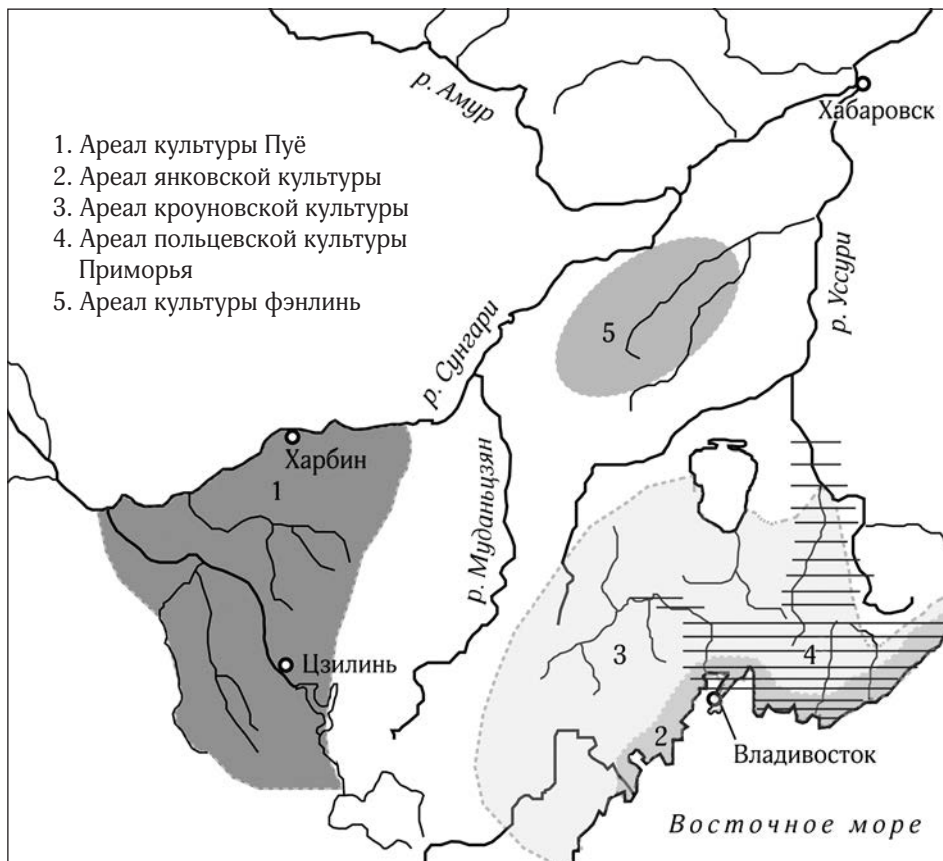 р. Амур
Хабаровск
1. Ареал культуры Пуё
2. Ареал янковской культуры
3. Ареал кроуновской культуры
4. Ареал польцевской культуры
Приморья
5. Ареал культуры фэнлинь
р. Уссури
5
р. Сунгари
Харбин
1
р. Муданьцзян
3
4
Цзилинь
2
Владивосток
Восточное море